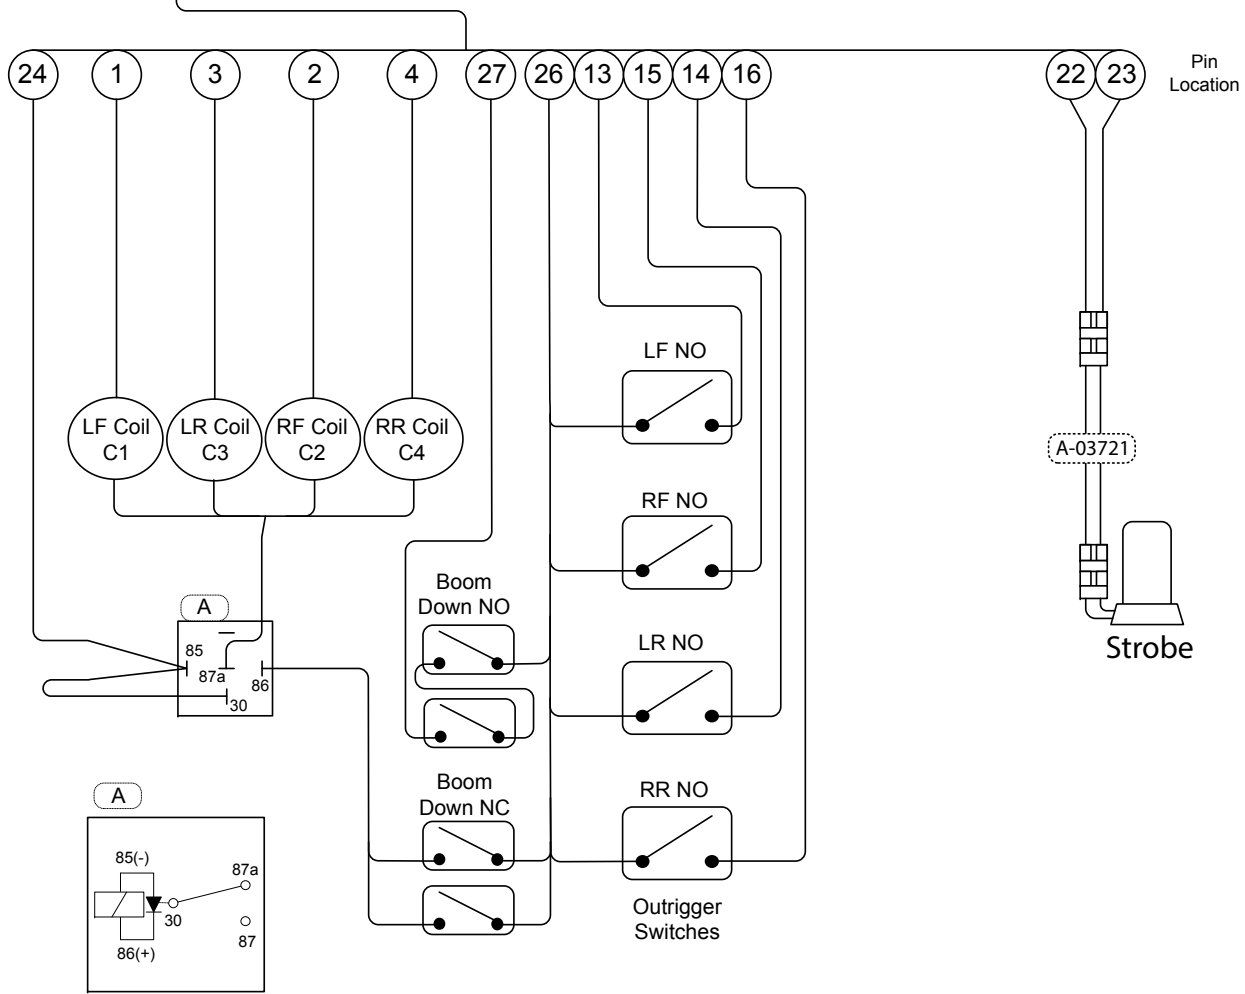 24
1
3
2
4
27
26
13
15
14
16
22
23
Pin
Location
LF NO
LF Coil
C1
LR Coil
C3
RF Coil
C2
RR Coil
C4
A-03721
RF NO
Boom
Down NO
A
85
87a
86
30
LR NO
Strobe
Boom
Down NC
RR NO
A
85(-)
87a
30
87
86(+)
Outrigger
Switches